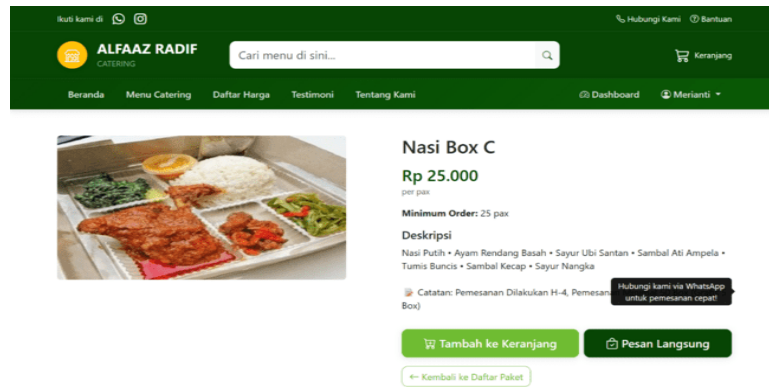 Ikuti kami di
Hubungi Kami Bantuan
ALFAAZ RADIF
CATERING
Cari menu di sini...
Keranjang
Beranda Menu Catering Daftar Harga Testimoni Tentang Kami Dashboard Merianti
Nasi Box C
Rp 25.000
per pax
Minimum Order: 25 pax
Deskripsi
Nasi Putih • Ayam Rendang Basah • Sayur Ubi Santan • Sambal Ati Ampela •
Tumis Buncis • Sambal Kecap • Sayur Nangka
Catatan: Pemesanan Dilakukan H-4,
Box)
Hubungi kami via WhatsApp
untuk pemesanan cepat!
Tambah ke Keranjang
Pesan Langsung
← Kembali ke Daftar Paket